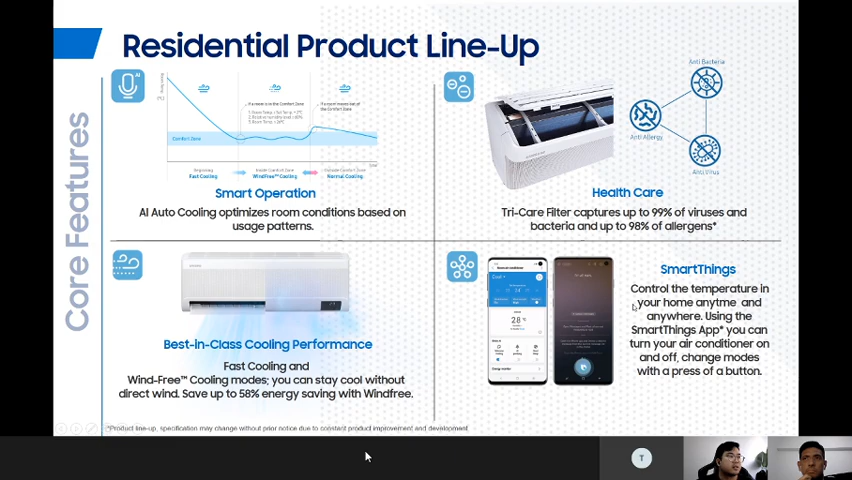 Residential Product Line-Up
Core Features
AI
Comfort Zone
Fast Cooling
WindFree™ Cooling
Normal Cooling
Smart Operation
AI Auto Cooling optimizes room conditions based on
usage patterns.
Anti Bacteria
Anti Allergy
Anti Virus
Health Care
Tri-Care Filter captures up to 99% of viruses and
bacteria and up to 98% of allergens*
Best-in-Class Cooling Performance
Fast Cooling and
Wind-Free™ Cooling modes; you can stay cool without
direct wind. Save up to 58% energy saving with Windfree.
Cool
28
SmartThings
Control the temperature in
your home anytme and
anywhere. Using the
SmartThings App* you can
turn your air conditioner on
and off, change modes
with a press of a button.
*Product line-up, specification may change without prior notice due to constant product improvement and development.
T